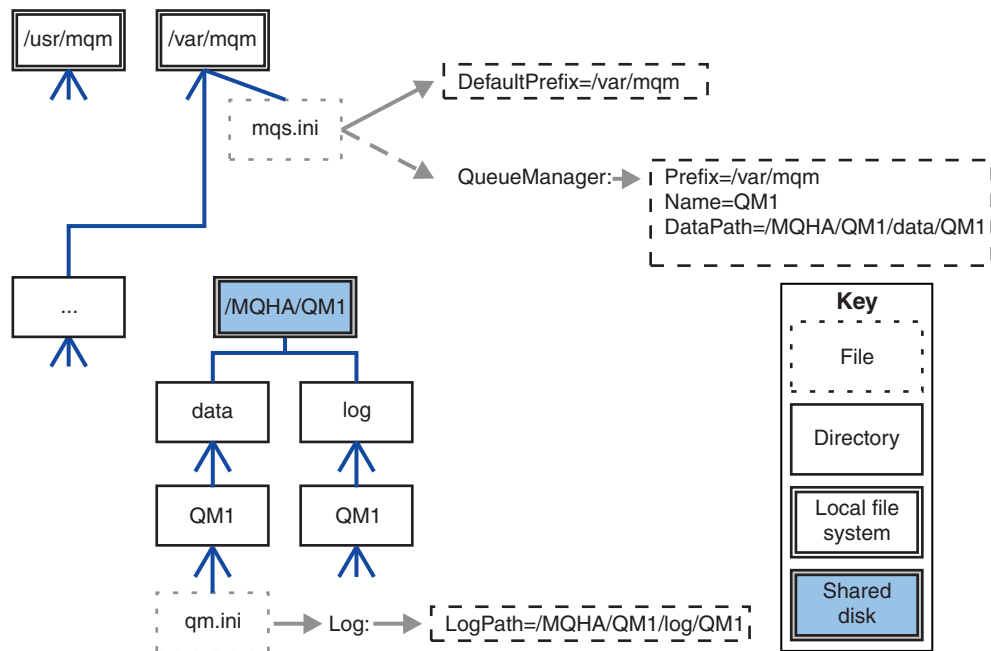 /usr/mqm
/var/mqm
mqs.ini
DefaultPrefix=/var/mqm
QueueManager:
Prefix=/var/mqm
Name=QM1
DataPath=/MQHA/QM1/data/QM1
...
/MQHA/QM1
data
log
QM1
QM1
qm.ini
Log:
LogPath=/MQHA/QM1/log/QM1
Key
File
Directory
Local file
system
Shared
disk